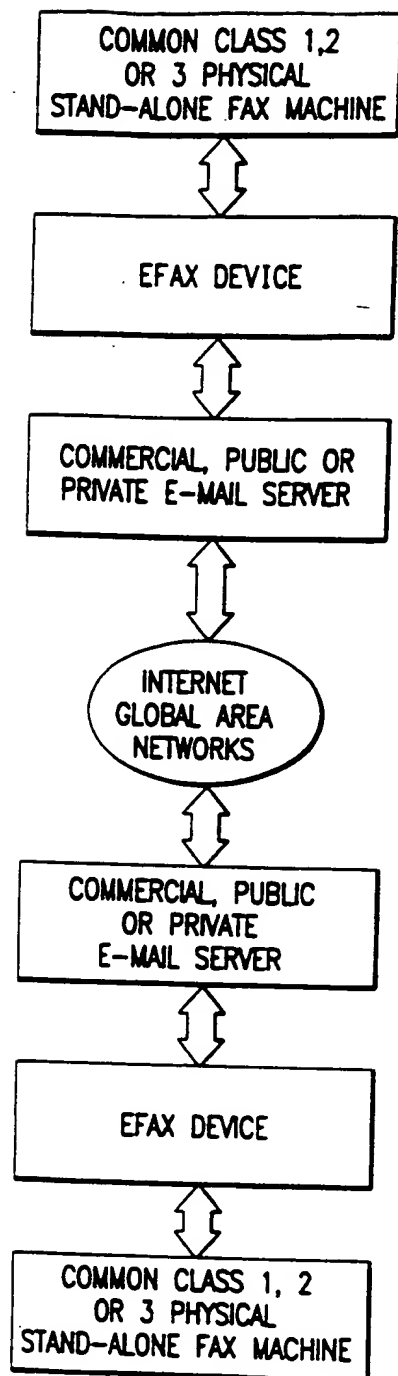 COMMON CLASS 1,2
OR 3 PHYSICAL
STAND-ALONE FAX MACHINE
EFAX DEVICE
COMMERCIAL, PUBLIC OR
PRIVATE E-MAIL SERVER
INTERNET
GLOBAL AREA
NETWORKS
COMMERCIAL, PUBLIC
OR PRIVATE
E-MAIL SERVER
EFAX DEVICE
COMMON CLASS 1, 2
OR 3 PHYSICAL
STAND-ALONE FAX MACHINE